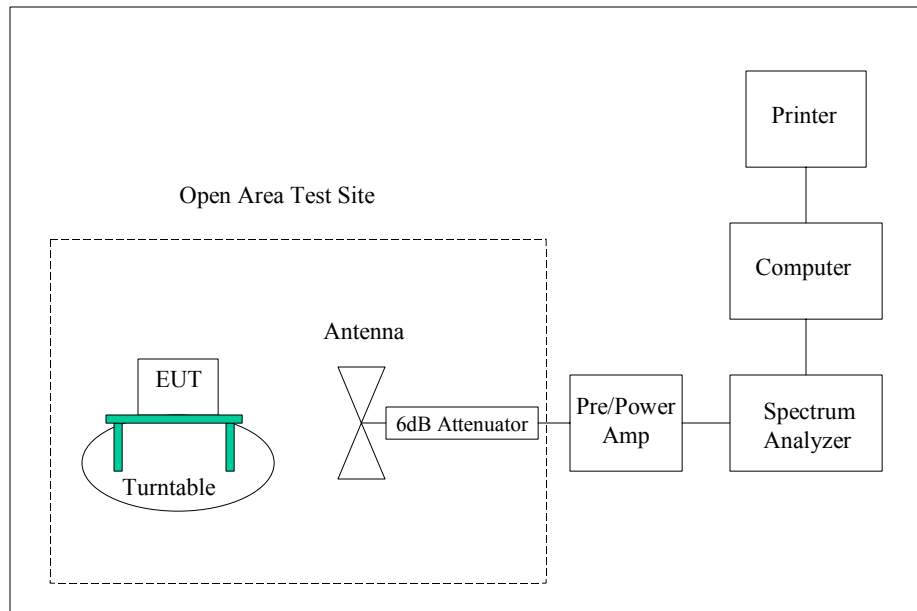 Printer
Open Area Test Site
Computer
Antenna
EUT
6dB Attenuator
Pre/Power
Amp
Spectrum
Analyzer
Turntable